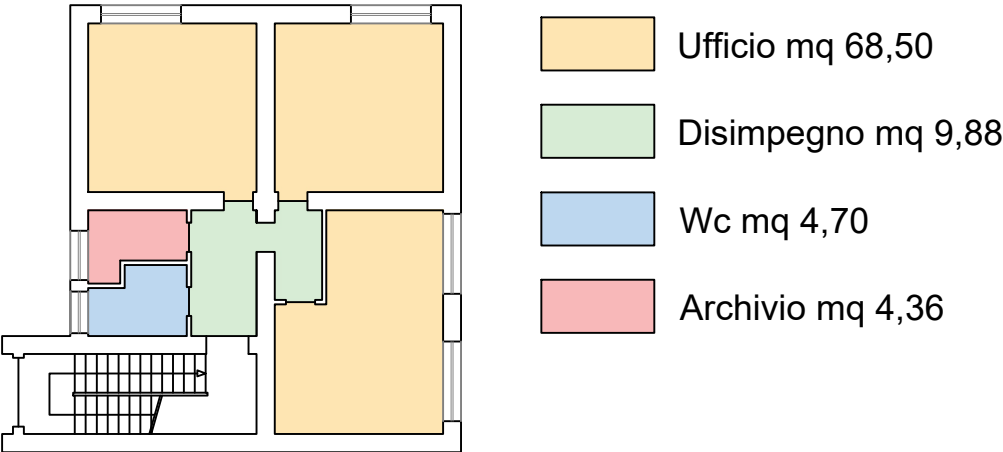 Ufficio mq 68,50
Disimpegno mq 9,88
Wc mq 4,70
Archivio mq 4,36